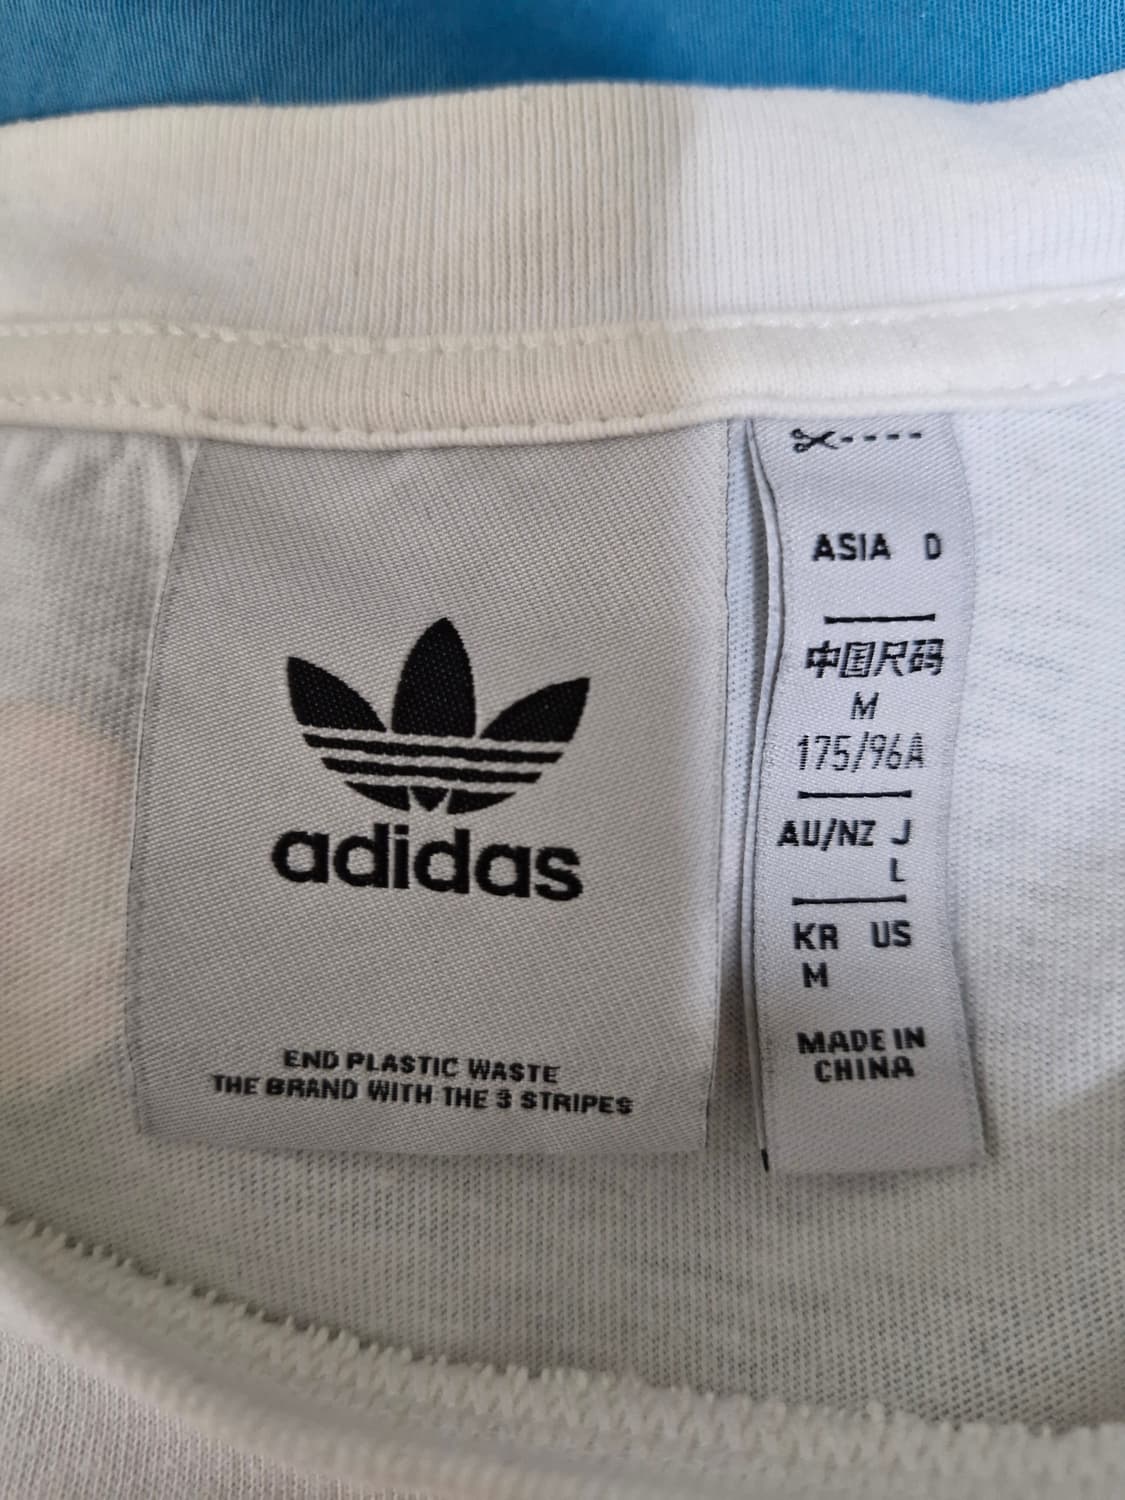 adidas
END PLASTIC WASTE
THE BRAND WITH THE 3 STRIPES
ASIA D
中国尺码
M
175/96A
AU/NZ J
L
KR US
M
MADE IN
CHINA